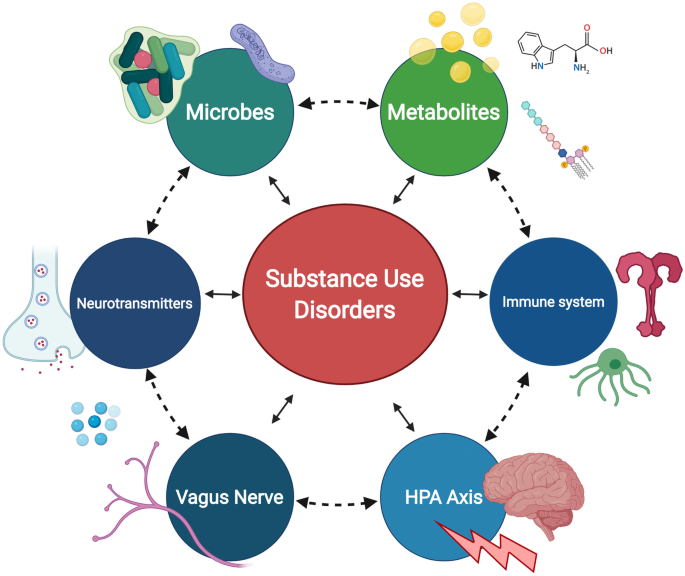 Microbes
Metabolites
O
OH
NH2
HN
Substance Use
Disorders
Neurotransmitters
Immune system
Vagus Nerve
HPA Axis